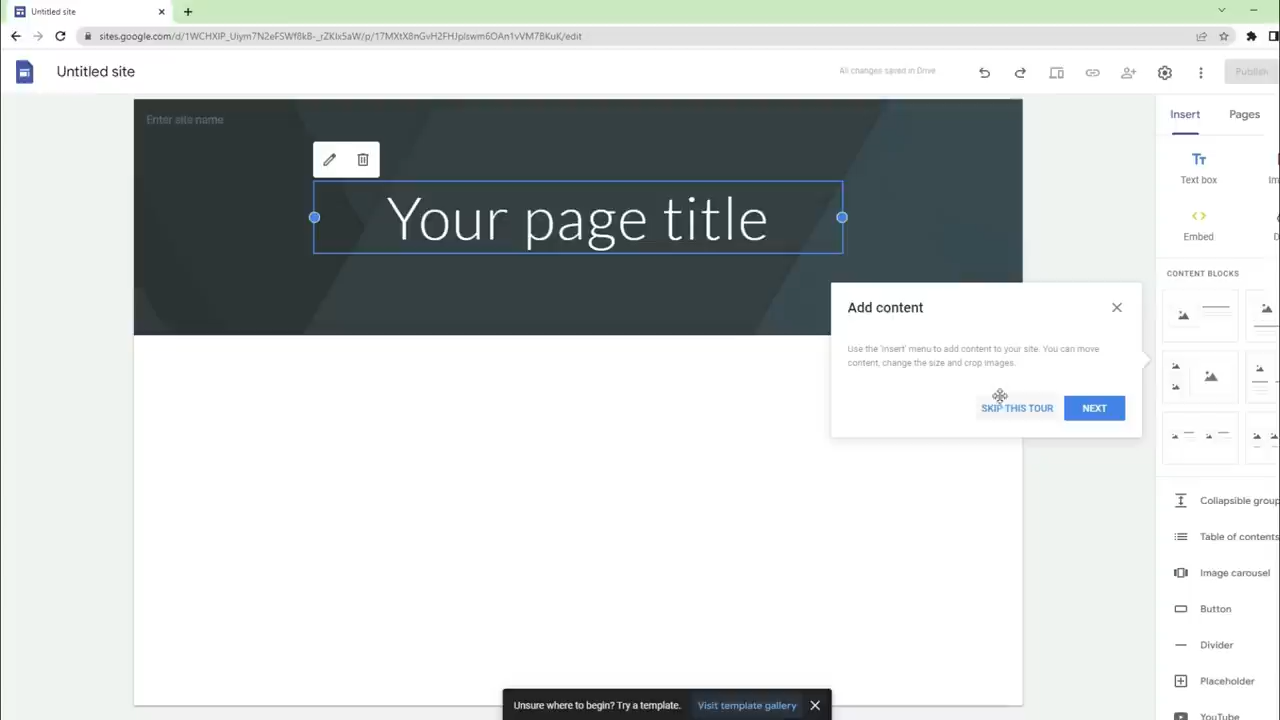 Untitled site
sites.google.com/d/1WCHXIP_Uiym7N2eFSWf8kB-_rZKIx5aW/p/17MXtX8nGvH2FHJplswm6OAn1vVM7BKuK/edit
Untitled site
All changes saved in Drive
Publish
Enter site name
Insert
Pages
Your page title
Text box
Im
Embed
D
CONTENT BLOCKS
Add content
Use the 'Insert' menu to add content to your site. You can move
content, change the size and crop images.
SKIP THIS TOUR
NEXT
Collapsible group
Table of contents
Image carousel
Button
Divider
Placeholder
YouTube
Unsure where to begin? Try a template.
Visit template gallery